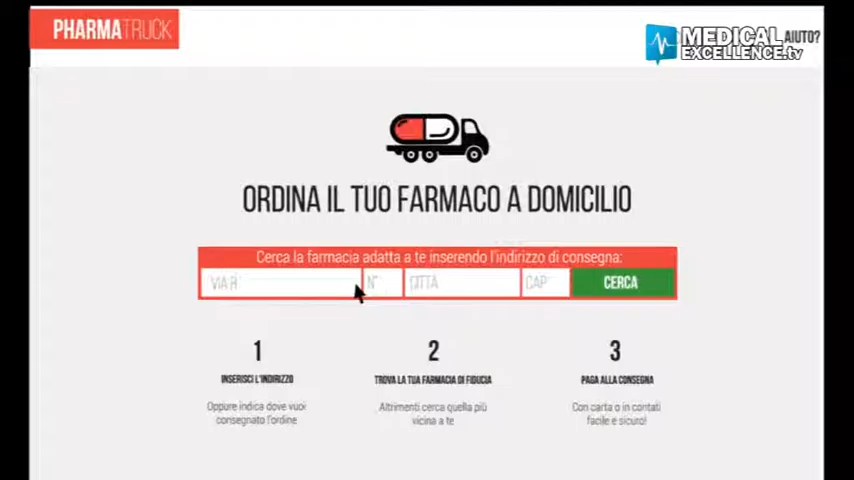 PHARMATRUCK
MEDICAL
EXCELLENCE.tv
AIUTO?
ORDINA IL TUO FARMACO A DOMICILIO
Cerca la farmacia adatta a te inserendo l'indirizzo di consegna:
VIA R
N°
CITTÀ
CAP
CERCA
1
2
3
INSERISCI L'INDIRIZZO
TROVA LA TUA FARMACIA DI FIDUCIA
PAGA ALLA CONSEGNA
Oppure indica dove vuoi
consegnato l'ordine
Altrimenti cerca quella più
vicina a te
Con carta o in contati
facile e sicuro!